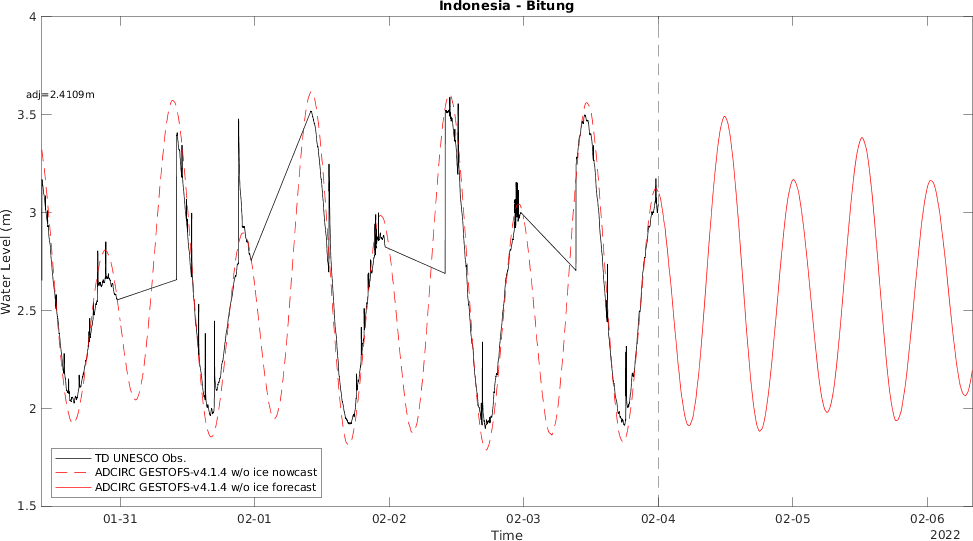 Indonesia - Bitung
4
adj=2.4109m
3.5
3
2.5
2
1.5
Water Level (m)
TD UNESCO Obs.
ADCIRC GESTOFS-v4.1.4 w/o ice nowcast
ADCIRC GESTOFS-v4.1.4 w/o ice forecast
01-31
02-01
02-02
02-03
02-04
02-05
02-06
Time
2022